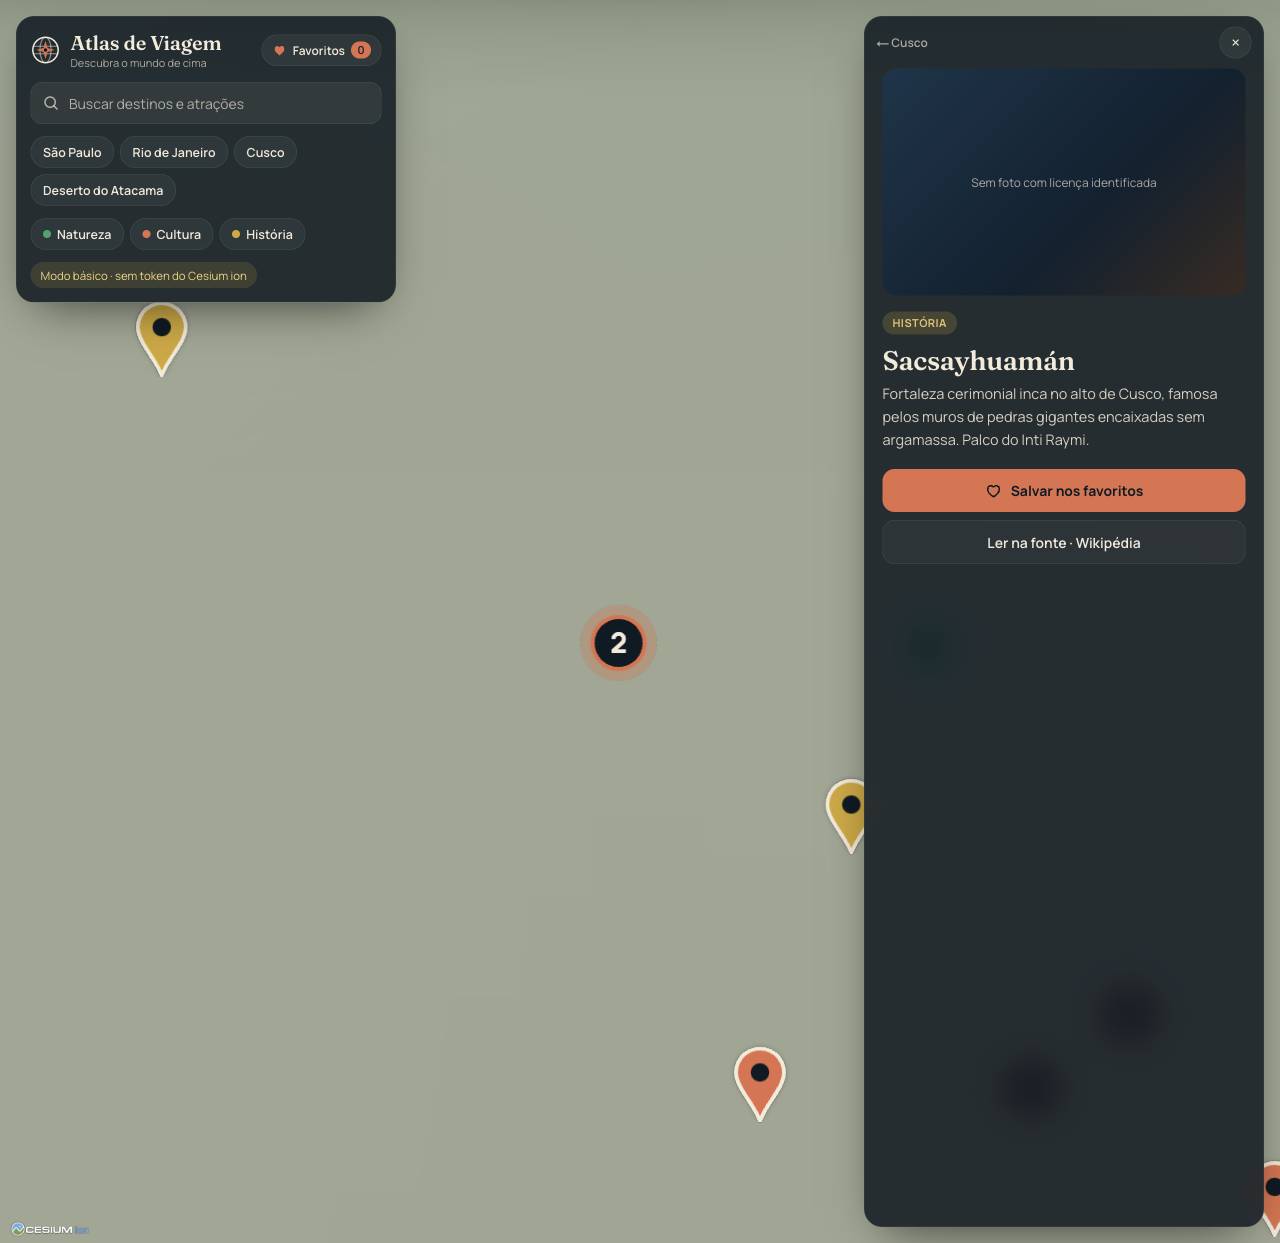 Atlas de Viagem
Descubra o mundo de cima
Favoritos 0
Buscar destinos e atrações
São Paulo
Rio de Janeiro
Cusco
Deserto do Atacama
Natureza
Cultura
História
Modo básico · sem token do Cesium ion
2
CESIUM ion
← Cusco
×
Sem foto com licença identificada
HISTÓRIA
Sacsayhuamán
Fortaleza cerimonial inca no alto de Cusco, famosa
pelos muros de pedras gigantes encaixadas sem
argamassa. Palco do Inti Raymi.
Salvar nos favoritos
Ler na fonte · Wikipédia